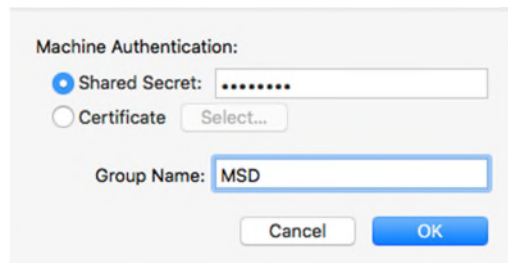 Machine Authentication:
Shared Secret: ••••••••
Certificate Select...
Group Name: MSD
Cancel OK